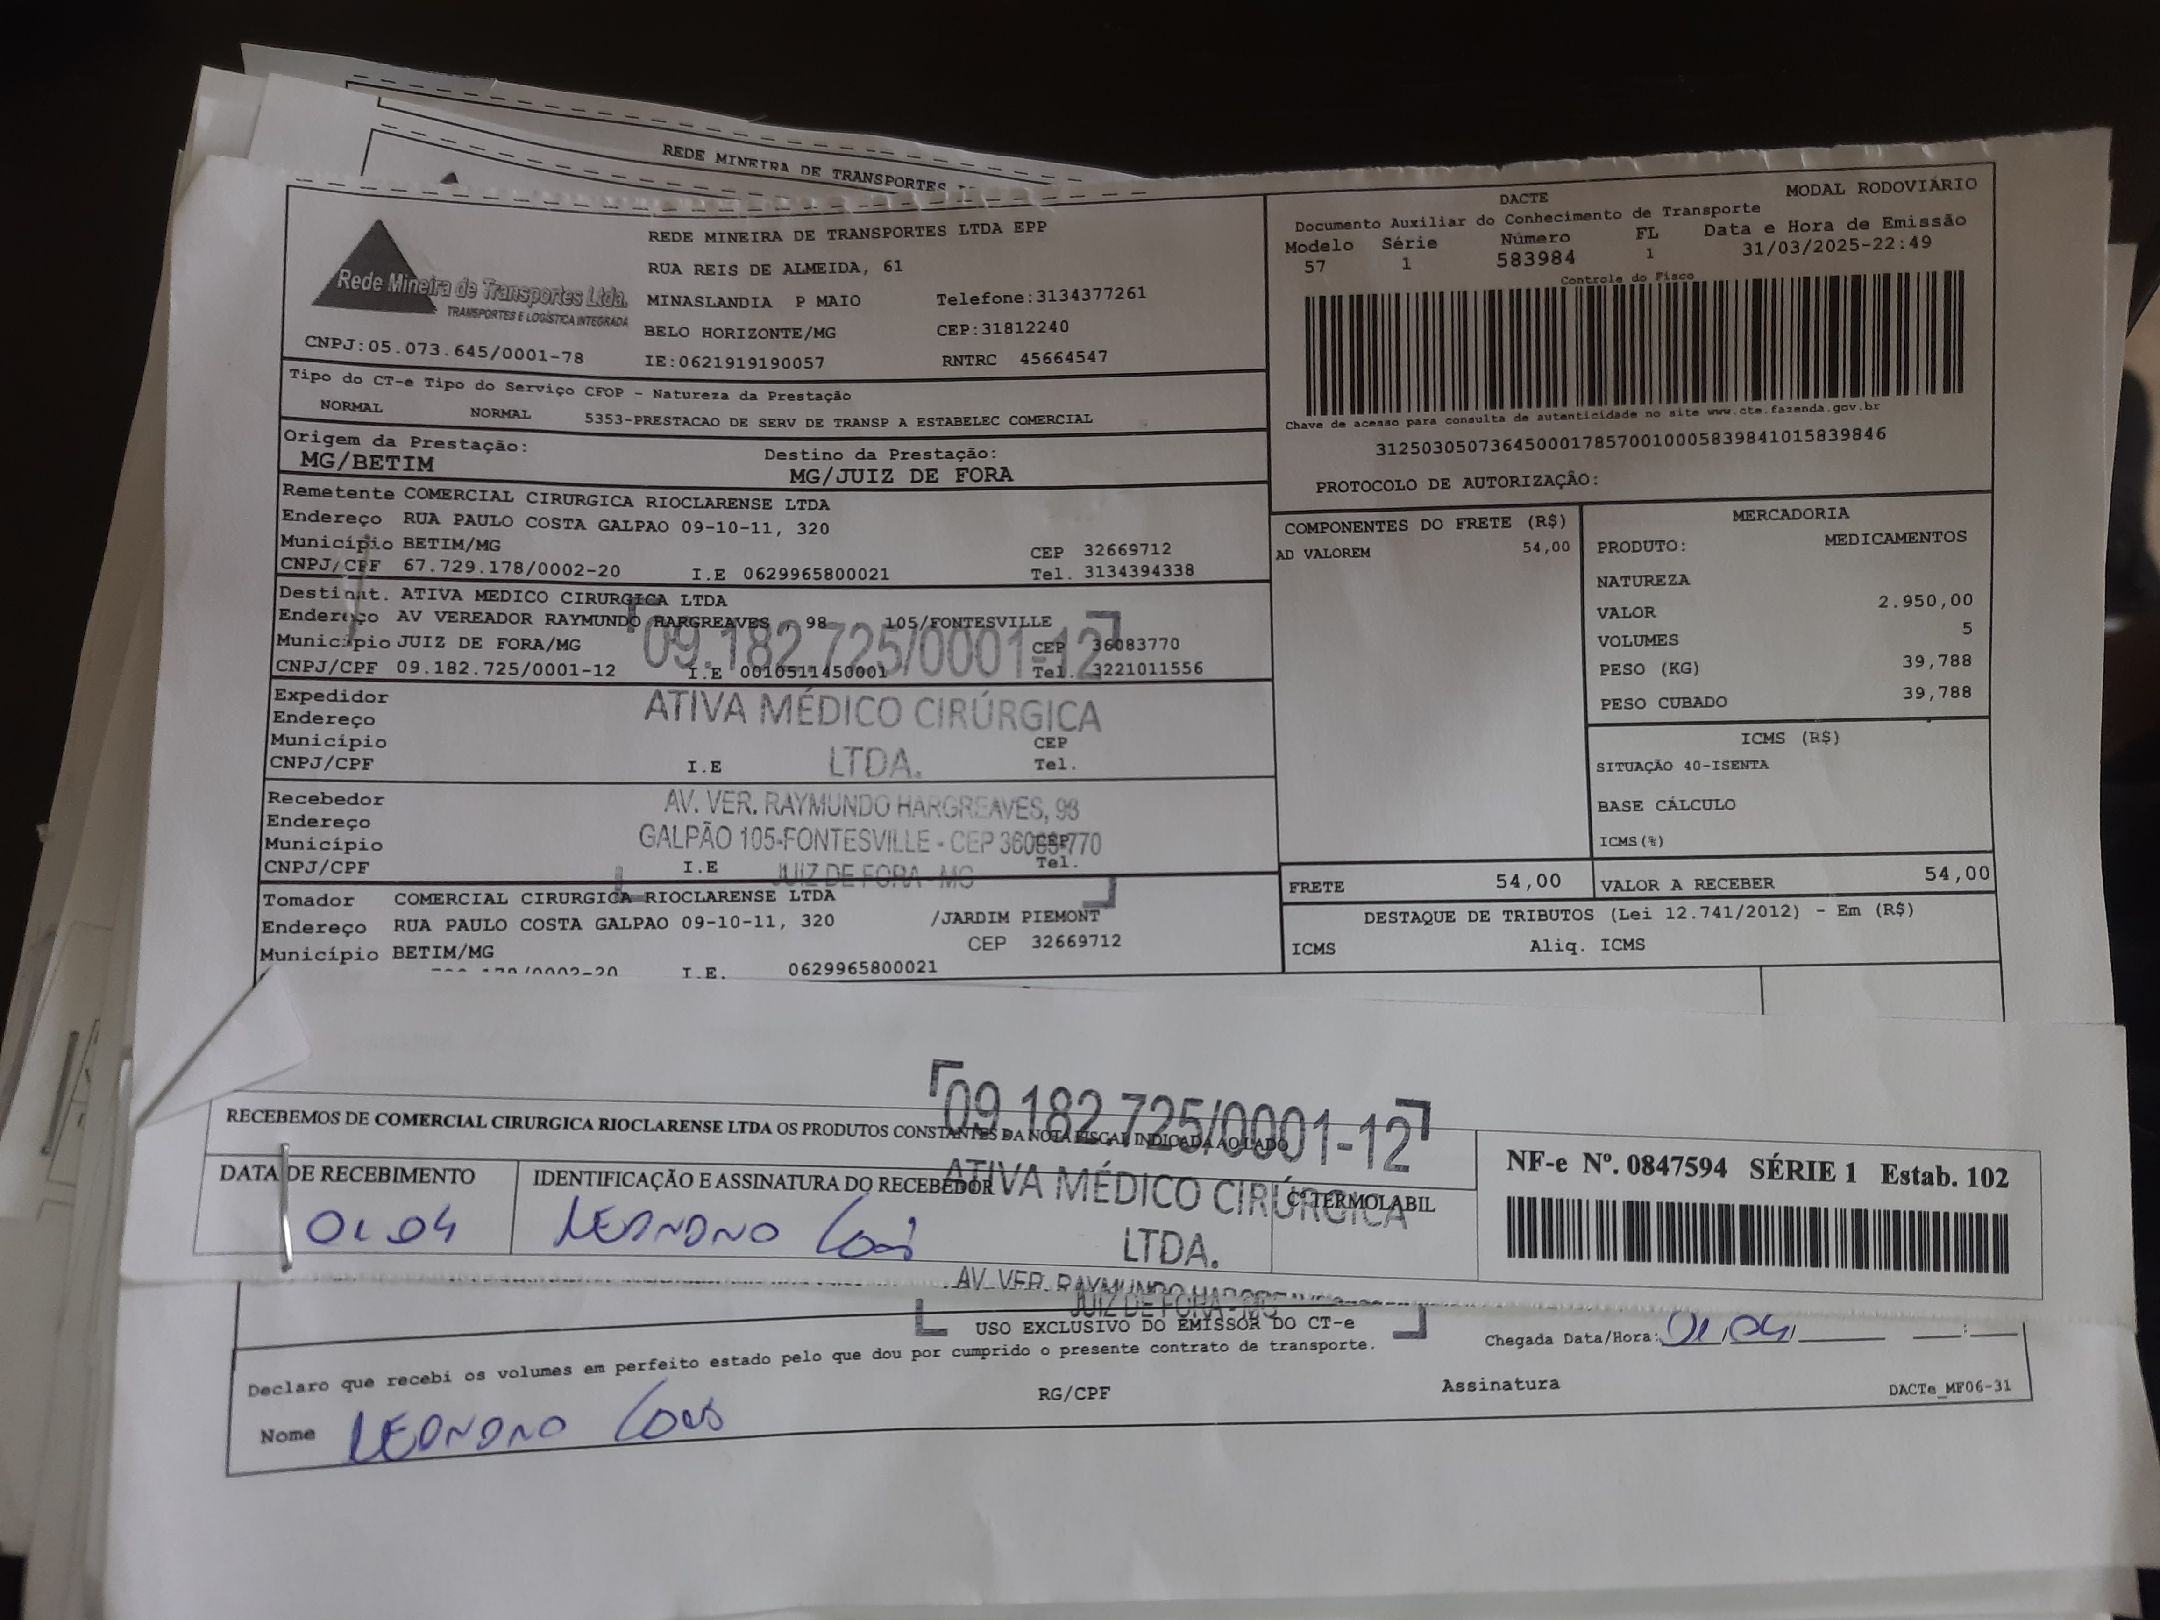 REDE MINEIRA DE TRANSPORTES
REDE MINEIRA DE TRANSPORTES LTDA EPP
RUA REIS DE ALMEIDA, 61
MINASLANDIA P MAIO Telefone:3134377261
BELO HORIZONTE/MG CEP:31812240
IE:0621919190057 RNTRC 45664547
Rede Mineira de Transportes Ltda.
TRANSPORTES E LOGÍSTICA INTEGRADA
CNPJ:05.073.645/0001-78
DACTE MODAL RODOVIÁRIO
Documento Auxiliar do Conhecimento de Transporte
Modelo Série Número FL Data e Hora de Emissão
57 1 583984 1 31/03/2025-22:49
Controle do Fisco
Chave de acesso para consulta de autenticidade no site www.cte.fazenda.gov.br
31250305073645000178570010005839841015839846
PROTOCOLO DE AUTORIZAÇÃO:
Tipo do CT-e Tipo do Serviço CFOP - Natureza da Prestação
NORMAL NORMAL 5353-PRESTACAO DE SERV DE TRANSP A ESTABELEC COMERCIAL
Origem da Prestação: Destino da Prestação:
MG/BETIM MG/JUIZ DE FORA
Remetente COMERCIAL CIRURGICA RIOCLARENSE LTDA
Endereço RUA PAULO COSTA GALPAO 09-10-11, 320
Município BETIM/MG CEP 32669712
CNPJ/CPF 67.729.178/0002-20 I.E 0629965800021 Tel. 3134394338
Destinat. ATIVA MEDICO CIRURGICA LTDA
Endereço AV VEREADOR RAYMUNDO HARGREAVES , 98 105/FONTESVILLE
Município JUIZ DE FORA/MG CEP 36083770
CNPJ/CPF 09.182.725/0001-12 I.E 0010511450001 Tel. 3221011556
09.182.725/0001-12
ATIVA MÉDICO CIRÚRGICA
LTDA.
AV. VER. RAYMUNDO HARGREAVES, 98
GALPÃO 105-FONTESVILLE - CEP 36083-770
JUIZ DE FORA - MG
Expedidor
Endereço
Município CEP
CNPJ/CPF I.E Tel.
Recebedor
Endereço
Município CEP
CNPJ/CPF I.E Tel.
Tomador COMERCIAL CIRURGICA RIOCLARENSE LTDA
Endereço RUA PAULO COSTA GALPAO 09-10-11, 320 /JARDIM PIEMONT
Município BETIM/MG CEP 32669712
I.E. 0629965800021
COMPONENTES DO FRETE (R$)
AD VALOREM 54,00
MERCADORIA
PRODUTO: MEDICAMENTOS
NATUREZA
VALOR 2.950,00
VOLUMES 5
PESO (KG) 39,788
PESO CUBADO 39,788
ICMS (R$)
SITUAÇÃO 40-ISENTA
BASE CÁLCULO
ICMS(%)
FRETE 54,00 VALOR A RECEBER 54,00
DESTAQUE DE TRIBUTOS (Lei 12.741/2012) - Em (R$)
ICMS Aliq. ICMS
09.182.725/0001-12
ATIVA MÉDICO CIRÚRGICA
LTDA.
AV. VER. RAYMUNDO
JUIZ DE FORA - MG
RECEBEMOS DE COMERCIAL CIRURGICA RIOCLARENSE LTDA OS PRODUTOS CONSTANTES DA NOTA FISCAL INDICADA AO LADO
DATA DE RECEBIMENTO IDENTIFICAÇÃO E ASSINATURA DO RECEBEDOR Cº TERMOLABIL
01 04 LEANDRO
NF-e Nº. 0847594 SÉRIE 1 Estab. 102
USO EXCLUSIVO DO EMISSOR DO CT-e
Chegada Data/Hora: 01/04/ :
Declaro que recebi os volumes em perfeito estado pelo que dou por cumprido o presente contrato de transporte.
Nome LEANDRO RG/CPF Assinatura DACTe_MF06-31